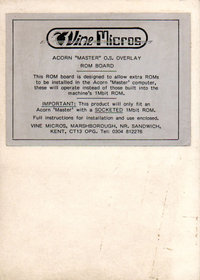 Vine Micros
ACORN "MASTER" O.S. OVERLAY
ROM BOARD
This ROM board is designed to allow extra ROMs
to be installed in the Acorn "Master" computer,
these will operate instead of those built into the
machine's 1Mbit ROM.
IMPORTANT: This product will only fit an
Acorn "Master" with a SOCKETED 1Mbit ROM.
Full instructions for installation and use enclosed.
VINE MICROS, MARSHBOROUGH, NR. SANDWICH,
KENT, CT13 OPG. Tel: 0304 812276